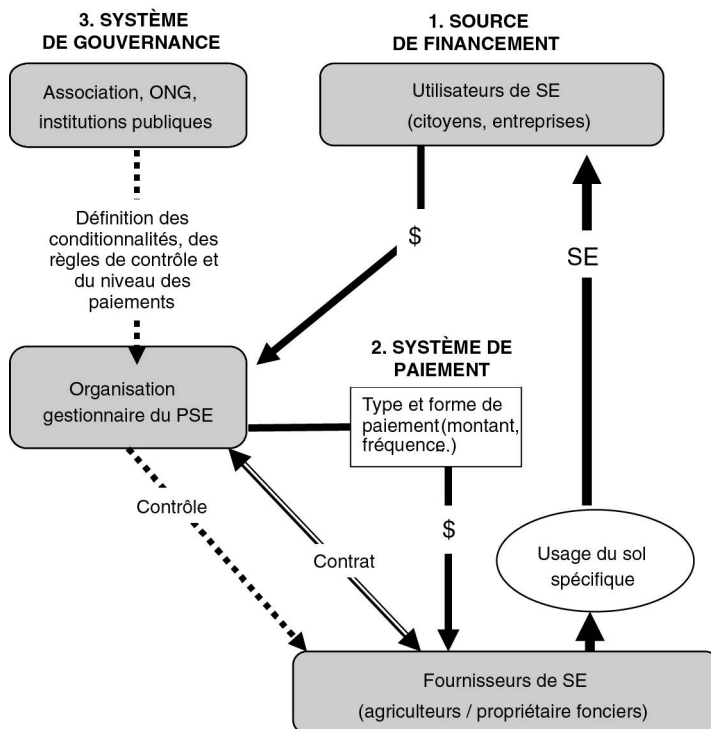 3. SYSTÈME
DE GOUVERNANCE
1. SOURCE
DE FINANCEMENT
Association, ONG,
institutions publiques
Utilisateurs de SE
(citoyens, entreprises)
Définition des
conditionnalités, des
règles de contrôle et
du niveau des
paiements
$
SE
2. SYSTÈME DE
PAIEMENT
Organisation
gestionnaire du PSE
Type et forme de
paiement(montant,
fréquence.)
Contrôle
$
Contrat
Usage du sol
spécifique
Fournisseurs de SE
(agriculteurs / propriétaire fonciers)